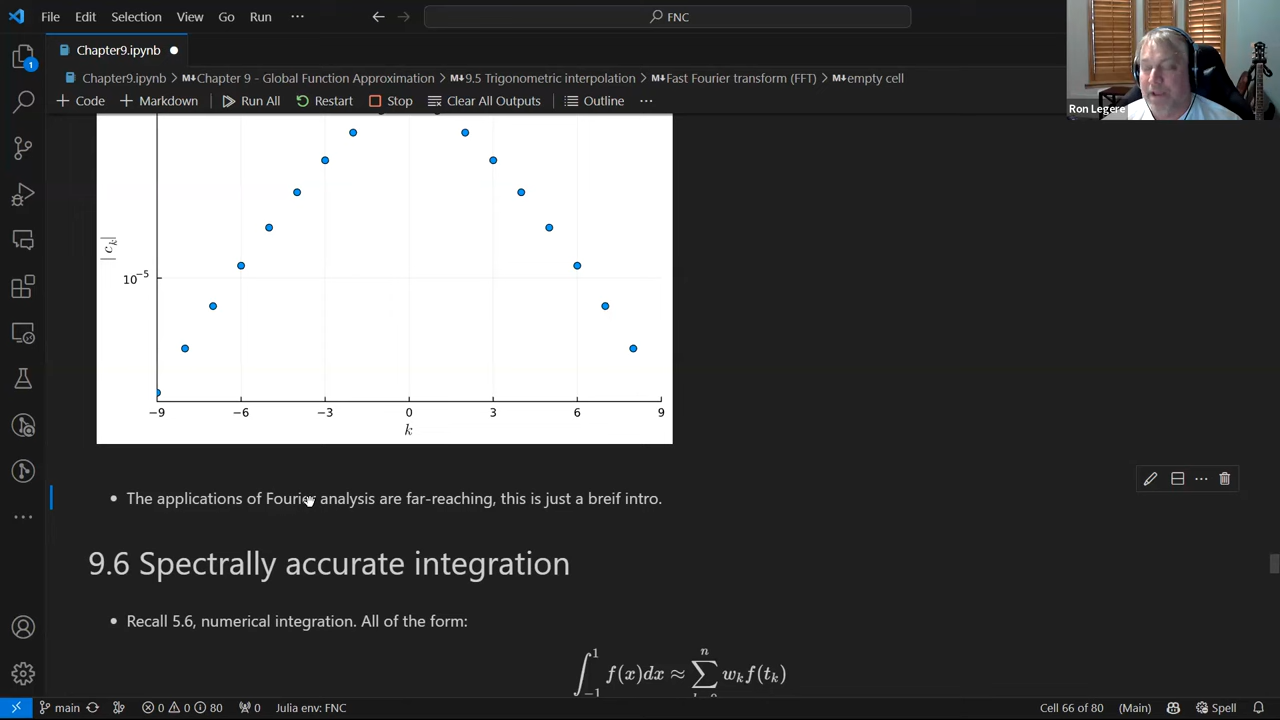 File Edit Selection View Go Run ··· FNC
Chapter9.ipynb
Chapter9.ipynb > M↓Chapter 9 - Global Function Approximation > M↓9.5 Trigonometric interpolation > M↓Fast Fourier transform (FFT) > M↓empty cell
Ron Legere
+ Code + Markdown Run All Restart Stop Clear All Outputs Outline ···
1
|c_k|
10^-5
−9 −6 −3 0 3 6 9
k
• The applications of Fourier analysis are far-reaching, this is just a breif intro.
9.6 Spectrally accurate integration
• Recall 5.6, numerical integration. All of the form:
∫_{-1}^{1} f(x)dx ≈ ∑^{n} w_k f(t_k)
main 0 0 80 0 Julia env: FNC Cell 66 of 80 (Main) Spell